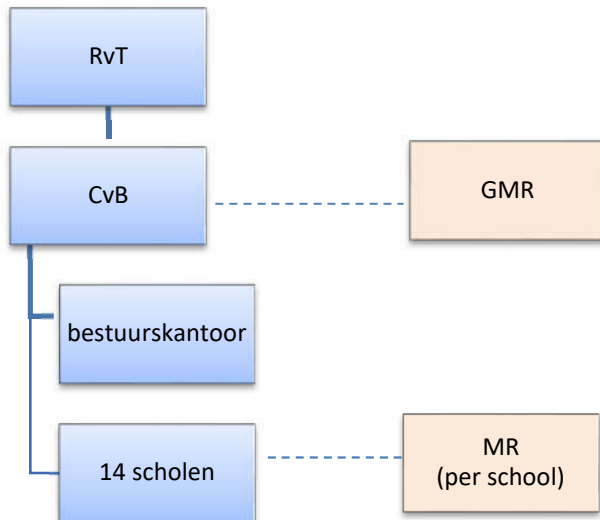 RvT
CvB
GMR
bestuurskantoor
14 scholen
MR
(per school)